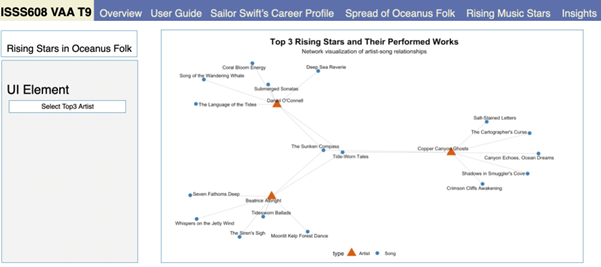 ISSS608 VAA T9
Overview User Guide Sailor Swift's Career Profile Spread of Oceanus Folk Rising Music Stars Insights
Rising Stars in Oceanus Folk
UI Element
Select Top3 Artist
Top 3 Rising Stars and Their Performed Works
Network visualization of artist-song relationships
Coral Bloom Energy
Deep Sea Reverie
Song of the Wandering Whale
Submerged Sonatas
Daniel O'Connell
The Language of the Tides
Salt-Stained Letters
The Cartographer's Curse
The Sunken Compass
Copper Canyon Ghosts
Tide-Worn Tales
Canyon Echoes, Ocean Dreams
Shadows in Smuggler's Cove
Crimson Cliffs Awakening
Seven Fathoms Deep
Beatrice Albright
Tidesworn Ballads
Whispers on the Jetty Wind
The Siren's Sigh
Moonlit Kelp Forest Dance
type Artist Song